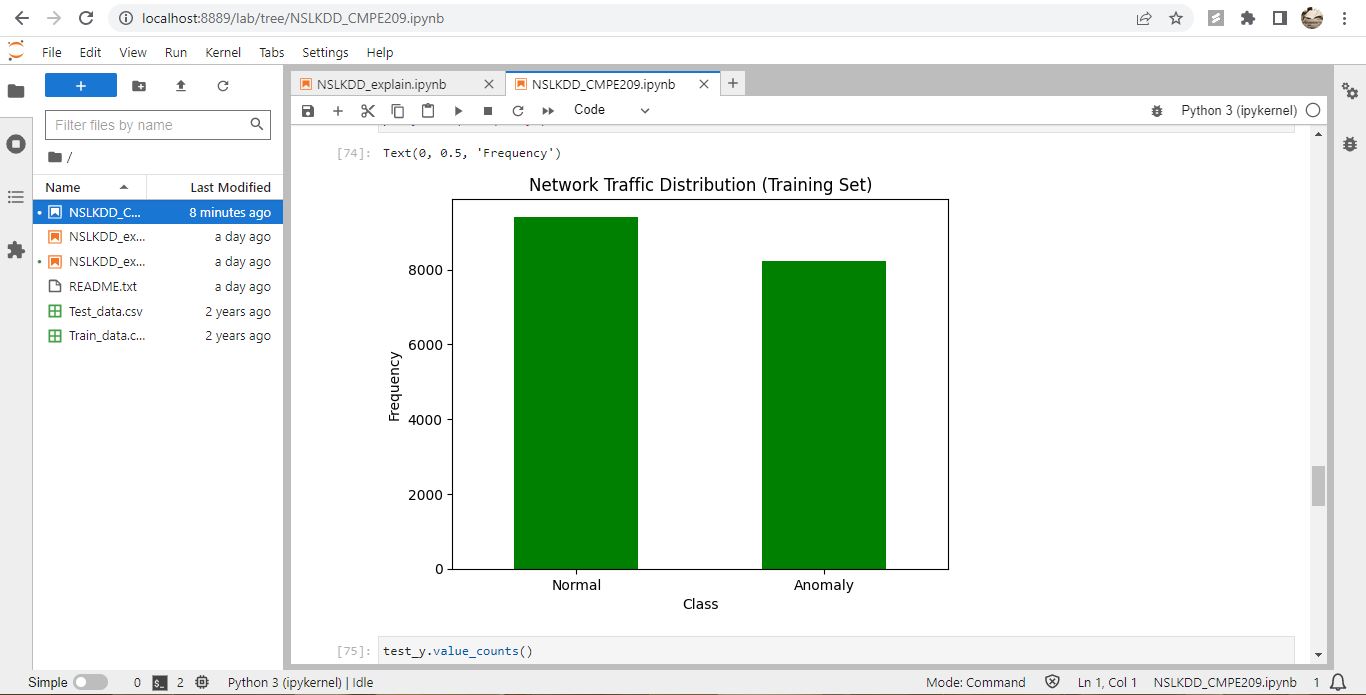 localhost:8889/lab/tree/NSLKDD_CMPE209.ipynb
File Edit View Run Kernel Tabs Settings Help
NSLKDD_explain.ipynb
NSLKDD_CMPE209.ipynb
Filter files by name
Code
Python 3 (ipykernel)
/
Name Last Modified
NSLKDD_C... 8 minutes ago
NSLKDD_ex... a day ago
NSLKDD_ex... a day ago
README.txt a day ago
Test_data.csv 2 years ago
Train_data.c... 2 years ago
[74]: Text(0, 0.5, 'Frequency')
Network Traffic Distribution (Training Set)
8000
6000
4000
2000
0
Frequency
Normal Anomaly
Class
[75]: test_y.value_counts()
Simple 0 $_ 2 Python 3 (ipykernel) | Idle Mode: Command Ln 1, Col 1 NSLKDD_CMPE209.ipynb 1